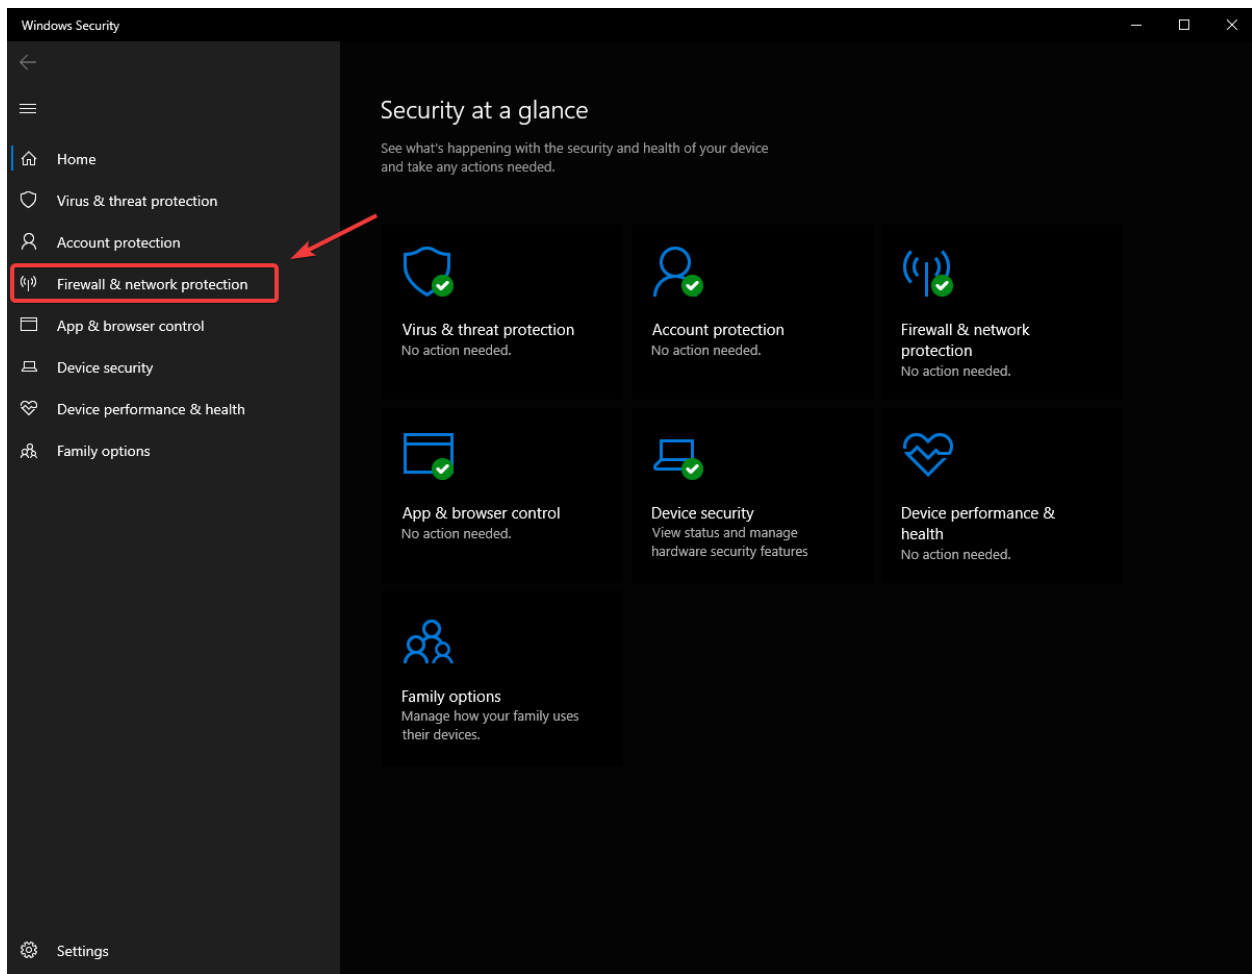 Windows Security
Home
Virus & threat protection
Account protection
Firewall & network protection
App & browser control
Device security
Device performance & health
Family options
Settings
Security at a glance
See what's happening with the security and health of your device
and take any actions needed.
Virus & threat protection
No action needed.
Account protection
No action needed.
Firewall & network
protection
No action needed.
App & browser control
No action needed.
Device security
View status and manage
hardware security features
Device performance &
health
No action needed.
Family options
Manage how your family uses
their devices.